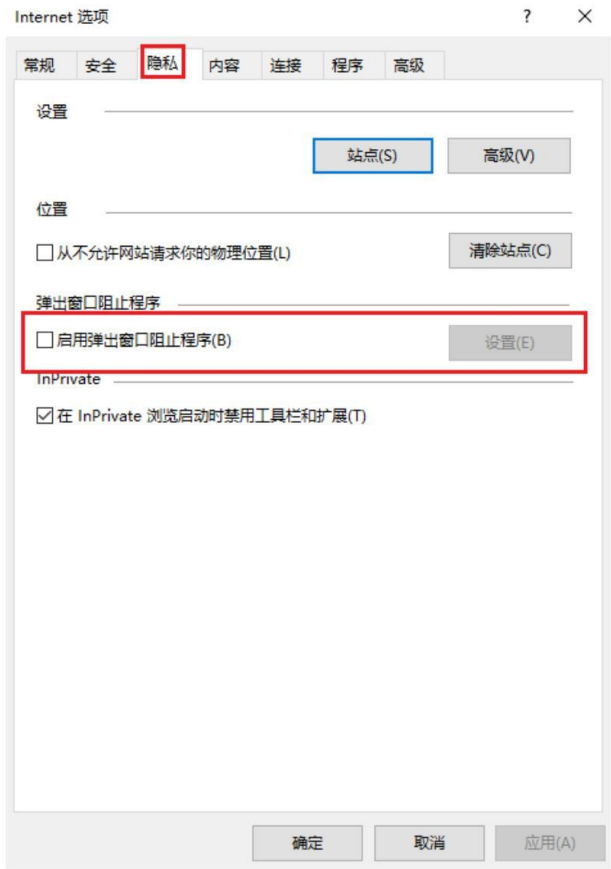 Internet 选项 ? ×
常规 安全 隐私 内容 连接 程序 高级
设置
站点(S) 高级(V)
位置
从不允许网站请求你的物理位置(L) 清除站点(C)
弹出窗口阻止程序
启用弹出窗口阻止程序(B) 设置(E)
InPrivate
在 InPrivate 浏览启动时禁用工具栏和扩展(T)
确定 取消 应用(A)